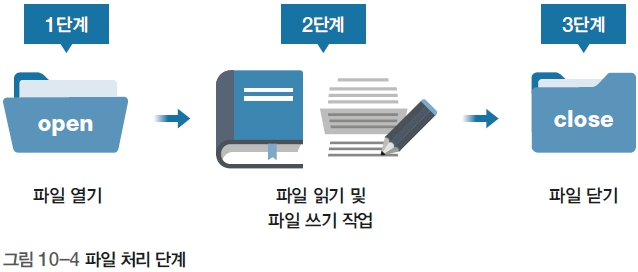 1단계
2단계
3단계
open
close
파일 열기
파일 읽기 및
파일 쓰기 작업
파일 닫기
그림 10-4 파일 처리 단계